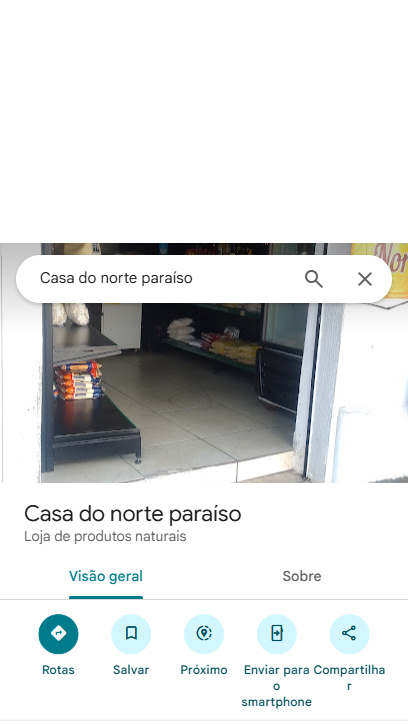 Casa do norte paraíso
Nor
Casa do norte paraíso
Loja de produtos naturais
Visão geral
Sobre
Rotas
Salvar
Próximo
Enviar para
o
smartphone
Compartilha
r